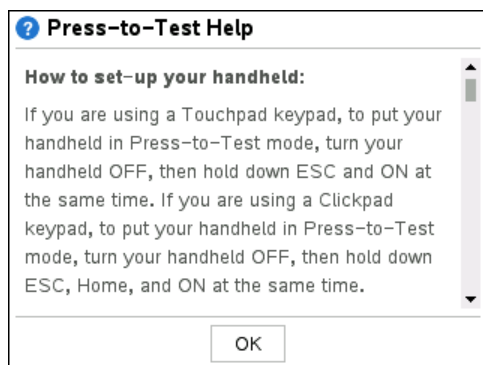 Press-to-Test Help
How to set-up your handheld:
If you are using a Touchpad keypad, to put your
handheld in Press-to-Test mode, turn your
handheld OFF, then hold down ESC and ON at
the same time. If you are using a Clickpad
keypad, to put your handheld in Press-to-Test
mode, turn your handheld OFF, then hold down
ESC, Home, and ON at the same time.
OK